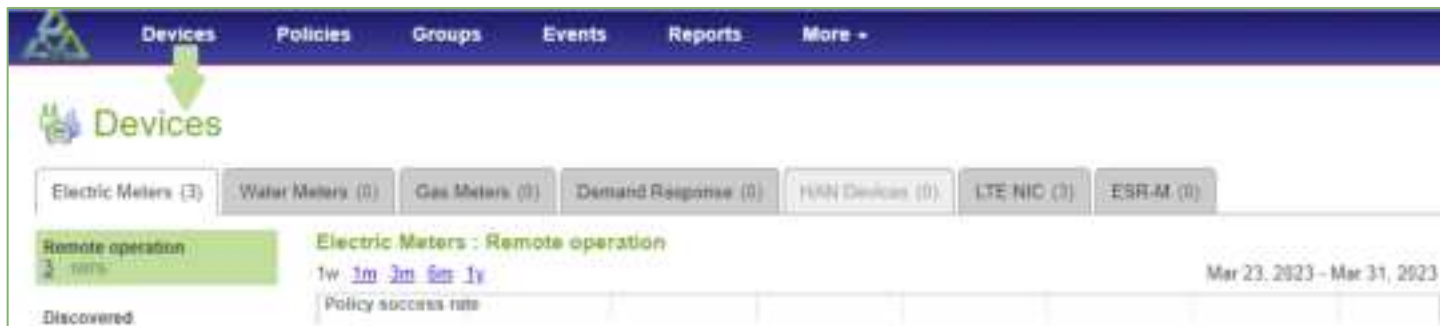 Devices Policies Groups Events Reports More
Devices
Electric Meters (3) Water Meters (0) Gas Meters (0) Demand Response (0) HAN Devices (0) LTE NIC (3) ESR-M (0)
Remote operation
3
Electric Meters : Remote operation
1w 1m 3m 6m 1y
Mar 23, 2023 - Mar 31, 2023
Policy success rate
Discovered